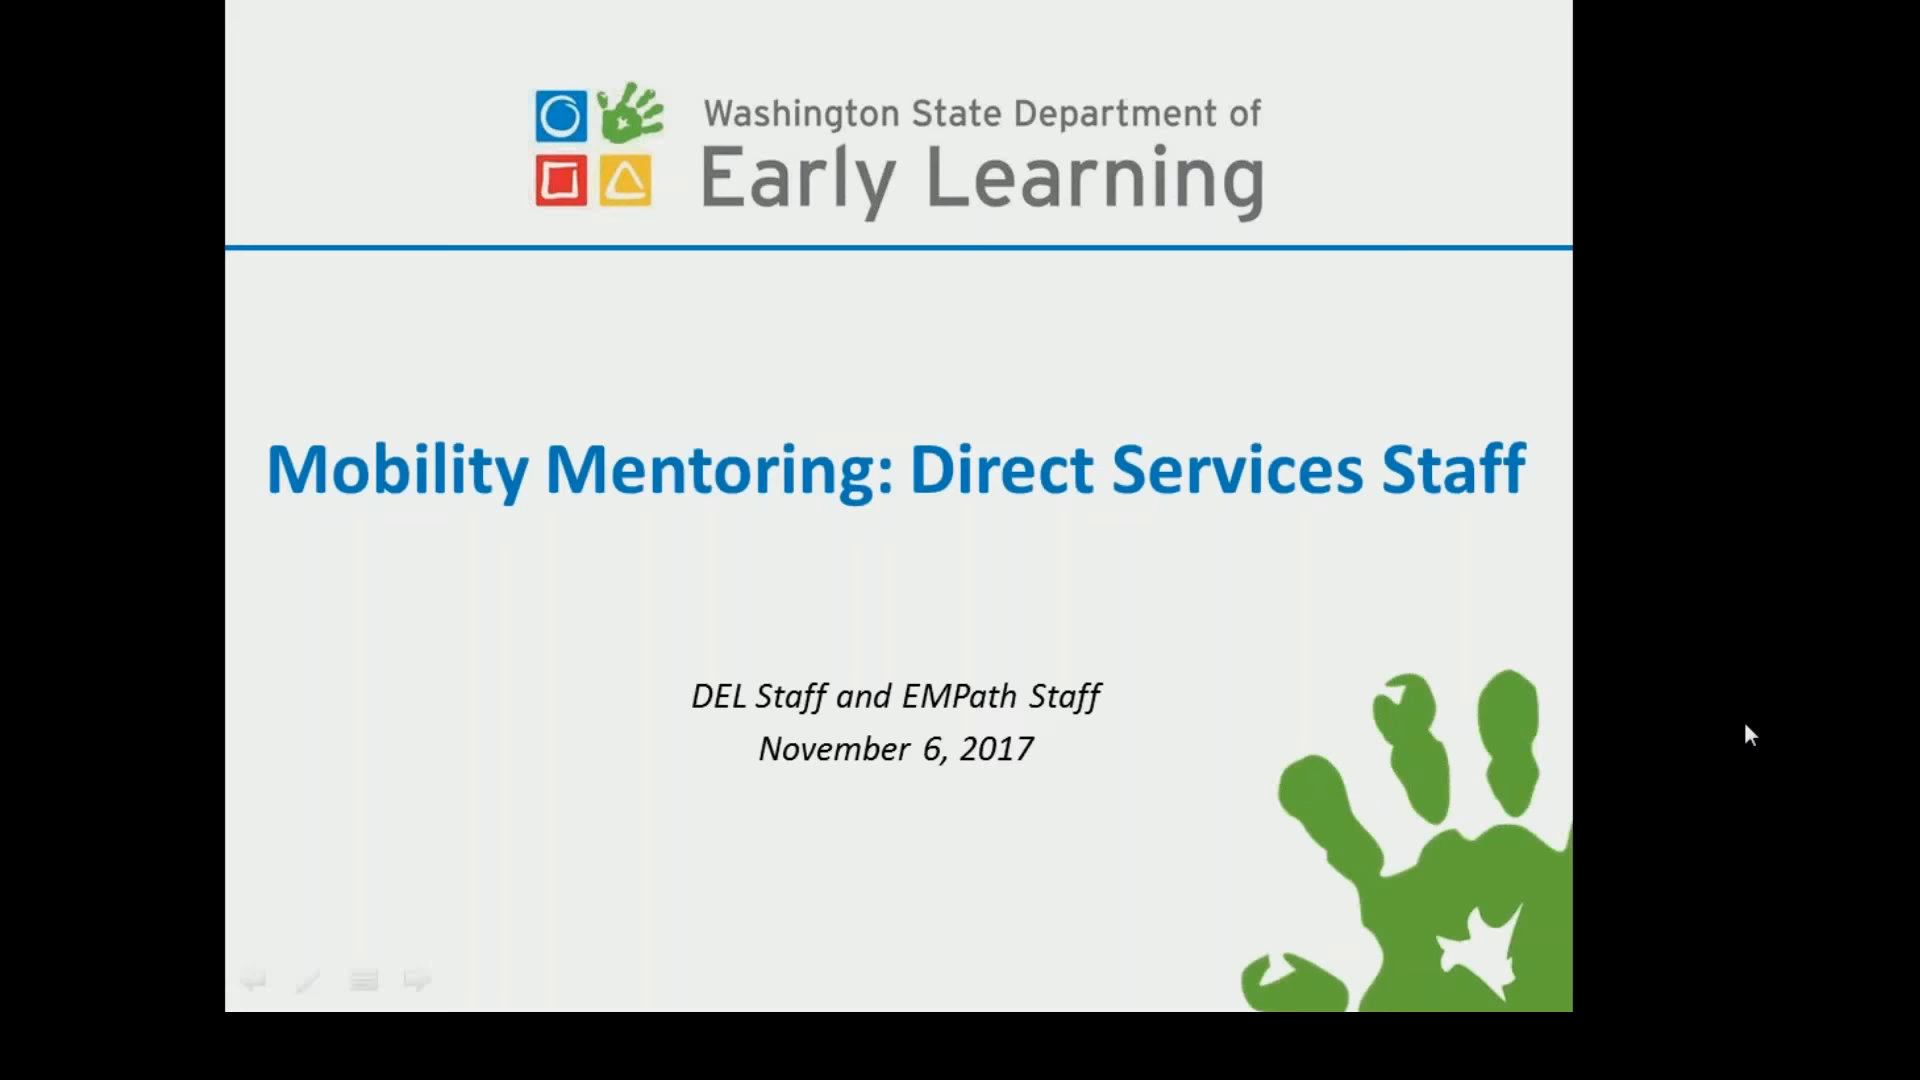 Washington State Department of
Early Learning
Mobility Mentoring: Direct Services Staff
DEL Staff and EMPath Staff
November 6, 2017